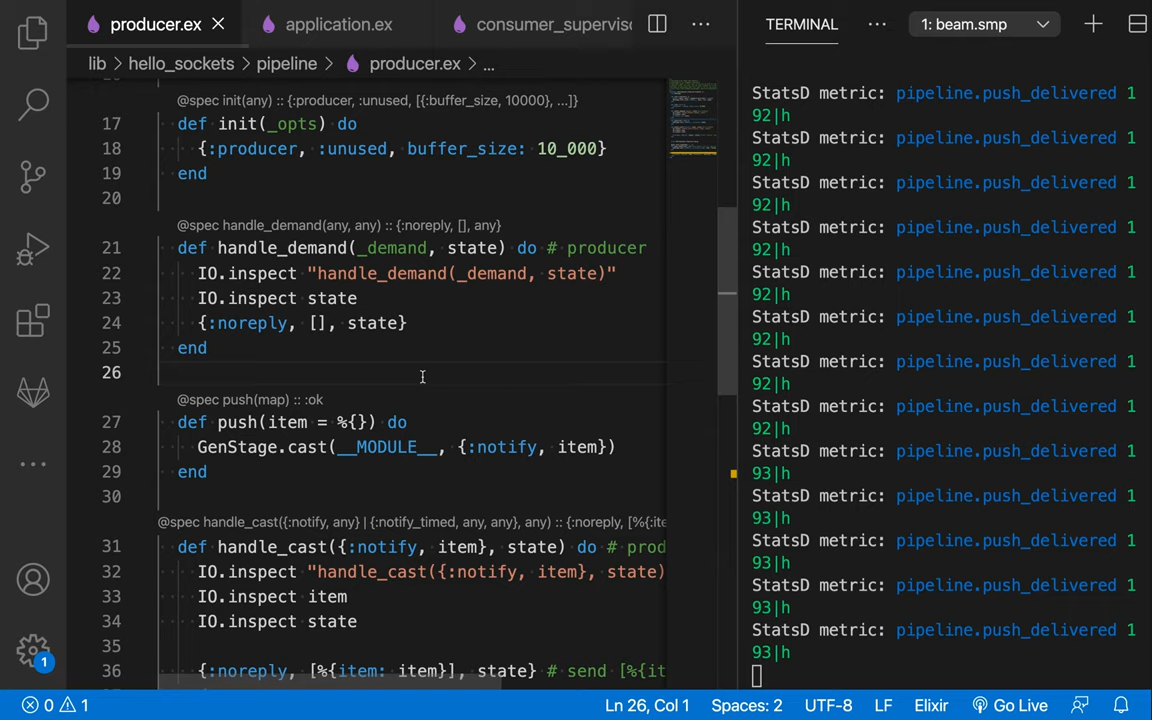 producer.ex
application.ex
consumer_superviso
lib › hello_sockets › pipeline › producer.ex › ...
@spec init(any) :: {:producer, :unused, [{:buffer_size, 10000}, ...]}
17 def init(_opts) do
18 {:producer, :unused, buffer_size: 10_000}
19 end
20
@spec handle_demand(any, any) :: {:noreply, [], any}
21 def handle_demand(_demand, state) do # producer
22 IO.inspect "handle_demand(_demand, state)"
23 IO.inspect state
24 {:noreply, [], state}
25 end
26
@spec push(map) :: :ok
27 def push(item = %{}) do
28 GenStage.cast(__MODULE__, {:notify, item})
29 end
30
@spec handle_cast({:notify, any} | {:notify_timed, any, any}, any) :: {:noreply, [%{:ite
31 def handle_cast({:notify, item}, state) do # prod
32 IO.inspect "handle_cast({:notify, item}, state)
33 IO.inspect item
34 IO.inspect state
35
36 {:noreply, [%{item: item}], state} # send [%{it
TERMINAL
1: beam.smp
StatsD metric: pipeline.push_delivered 1
92|h
StatsD metric: pipeline.push_delivered 1
92|h
StatsD metric: pipeline.push_delivered 1
92|h
StatsD metric: pipeline.push_delivered 1
92|h
StatsD metric: pipeline.push_delivered 1
92|h
StatsD metric: pipeline.push_delivered 1
92|h
StatsD metric: pipeline.push_delivered 1
92|h
StatsD metric: pipeline.push_delivered 1
92|h
StatsD metric: pipeline.push_delivered 1
93|h
StatsD metric: pipeline.push_delivered 1
93|h
StatsD metric: pipeline.push_delivered 1
93|h
StatsD metric: pipeline.push_delivered 1
93|h
StatsD metric: pipeline.push_delivered 1
93|h
1
0 1 Ln 26, Col 1 Spaces: 2 UTF-8 LF Elixir Go Live